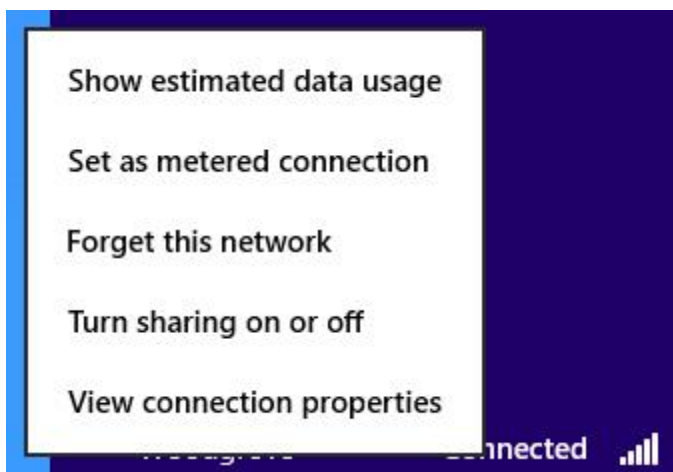 Show estimated data usage
Set as metered connection
Forget this network
Turn sharing on or off
View connection properties